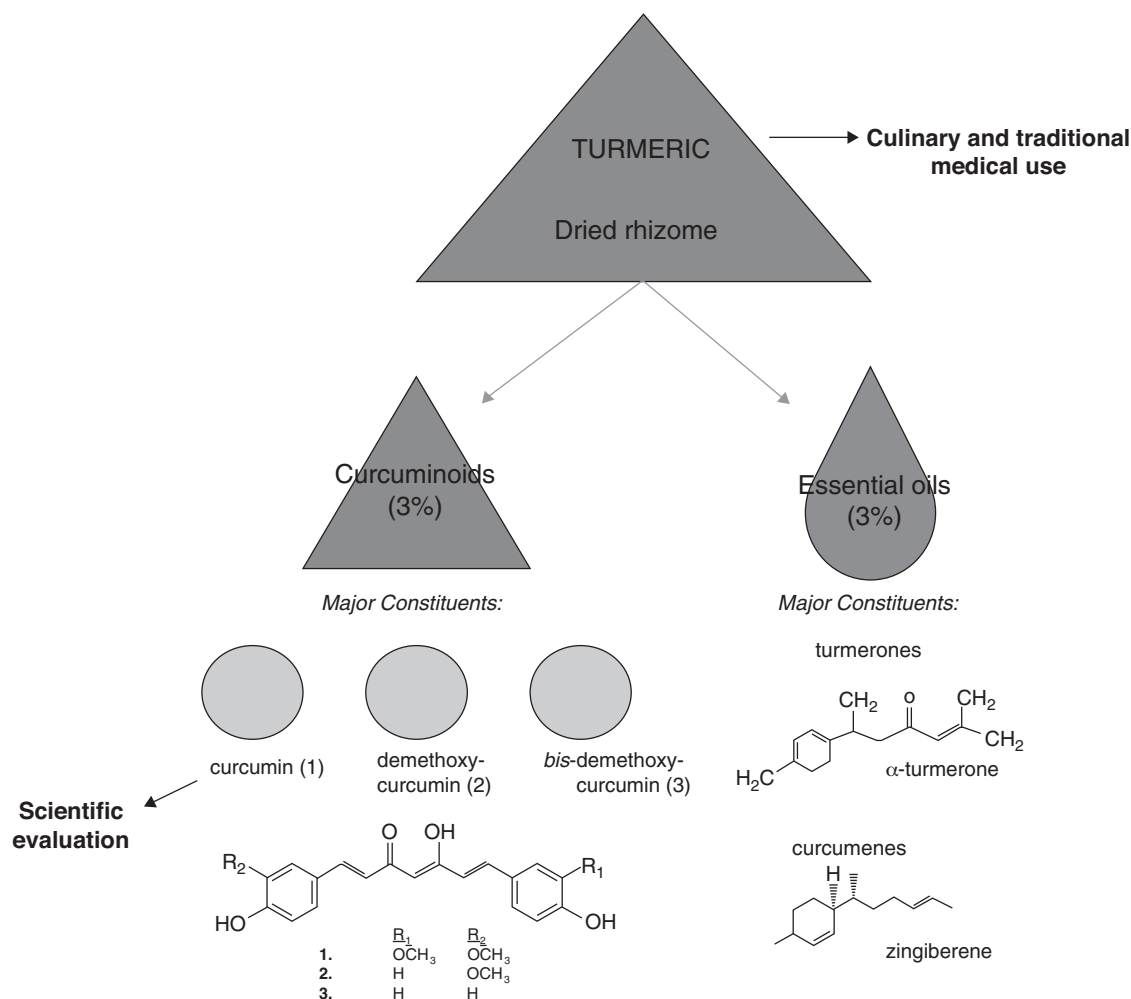 TURMERIC
Dried rhizome
Culinary and traditional
medical use
Curcuminoids
(3%)
Essential oils
(3%)
Major Constituents:
Major Constituents:
curcumin (1)
demethoxy-
curcumin (2)
bis-demethoxy-
curcumin (3)
Scientific
evaluation
O OH
R2
R1
HO
OH
R1 R2
1. OCH3 OCH3
2. H OCH3
3. H H
turmerones
CH2 o CH2
CH2
H2C
α-turmerone
curcumenes
H
zingiberene